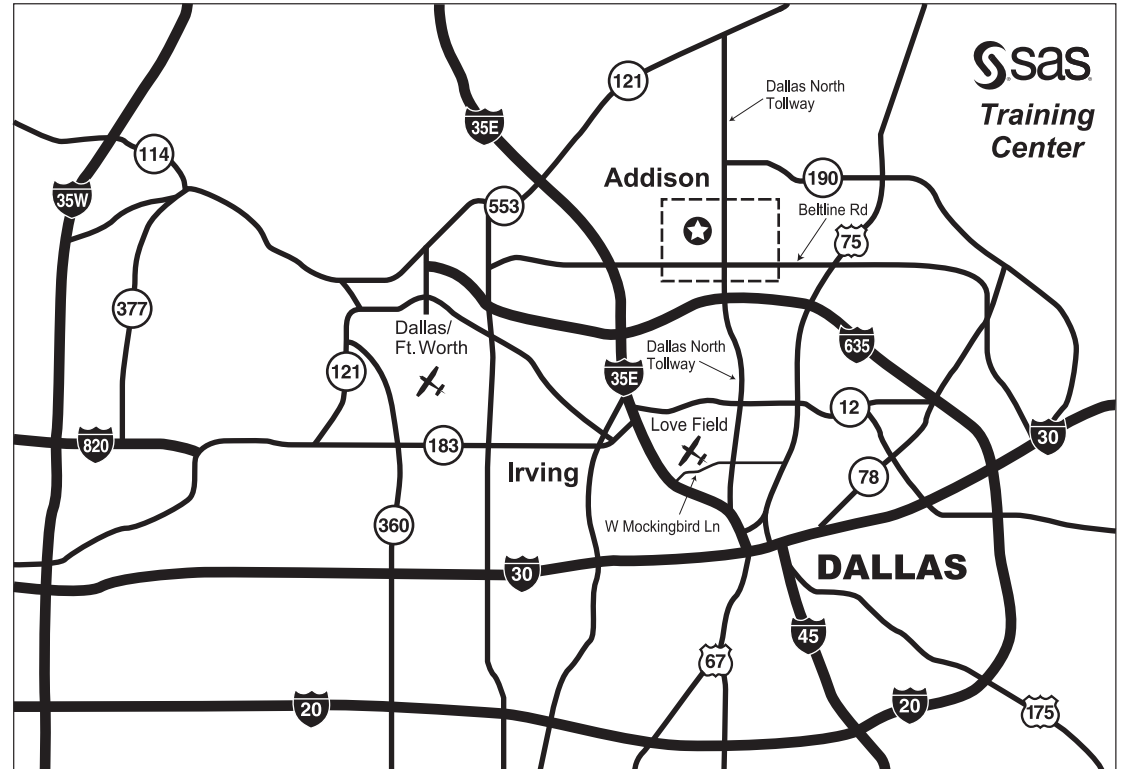 sas
Training
Center
121
Dallas North
Tollway
35E
114
Addison
190
35W
553
Beltline Rd
75
377
Dallas/
Ft. Worth
635
Dallas North
Tollway
121
35E
12
Love Field
30
820
183
Irving
78
360
W Mockingbird Ln
30
DALLAS
45
67
20
20
175